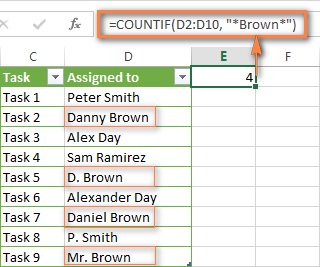 fx =COUNTIF(D2:D10, "*Brown*")
C D E F
Task Assigned to 4
Task 1 Peter Smith
Task 2 Danny Brown
Task 3 Alex Day
Task 4 Sam Ramirez
Task 5 D. Brown
Task 6 Alexander Day
Task 7 Daniel Brown
Task 8 P. Smith
Task 9 Mr. Brown